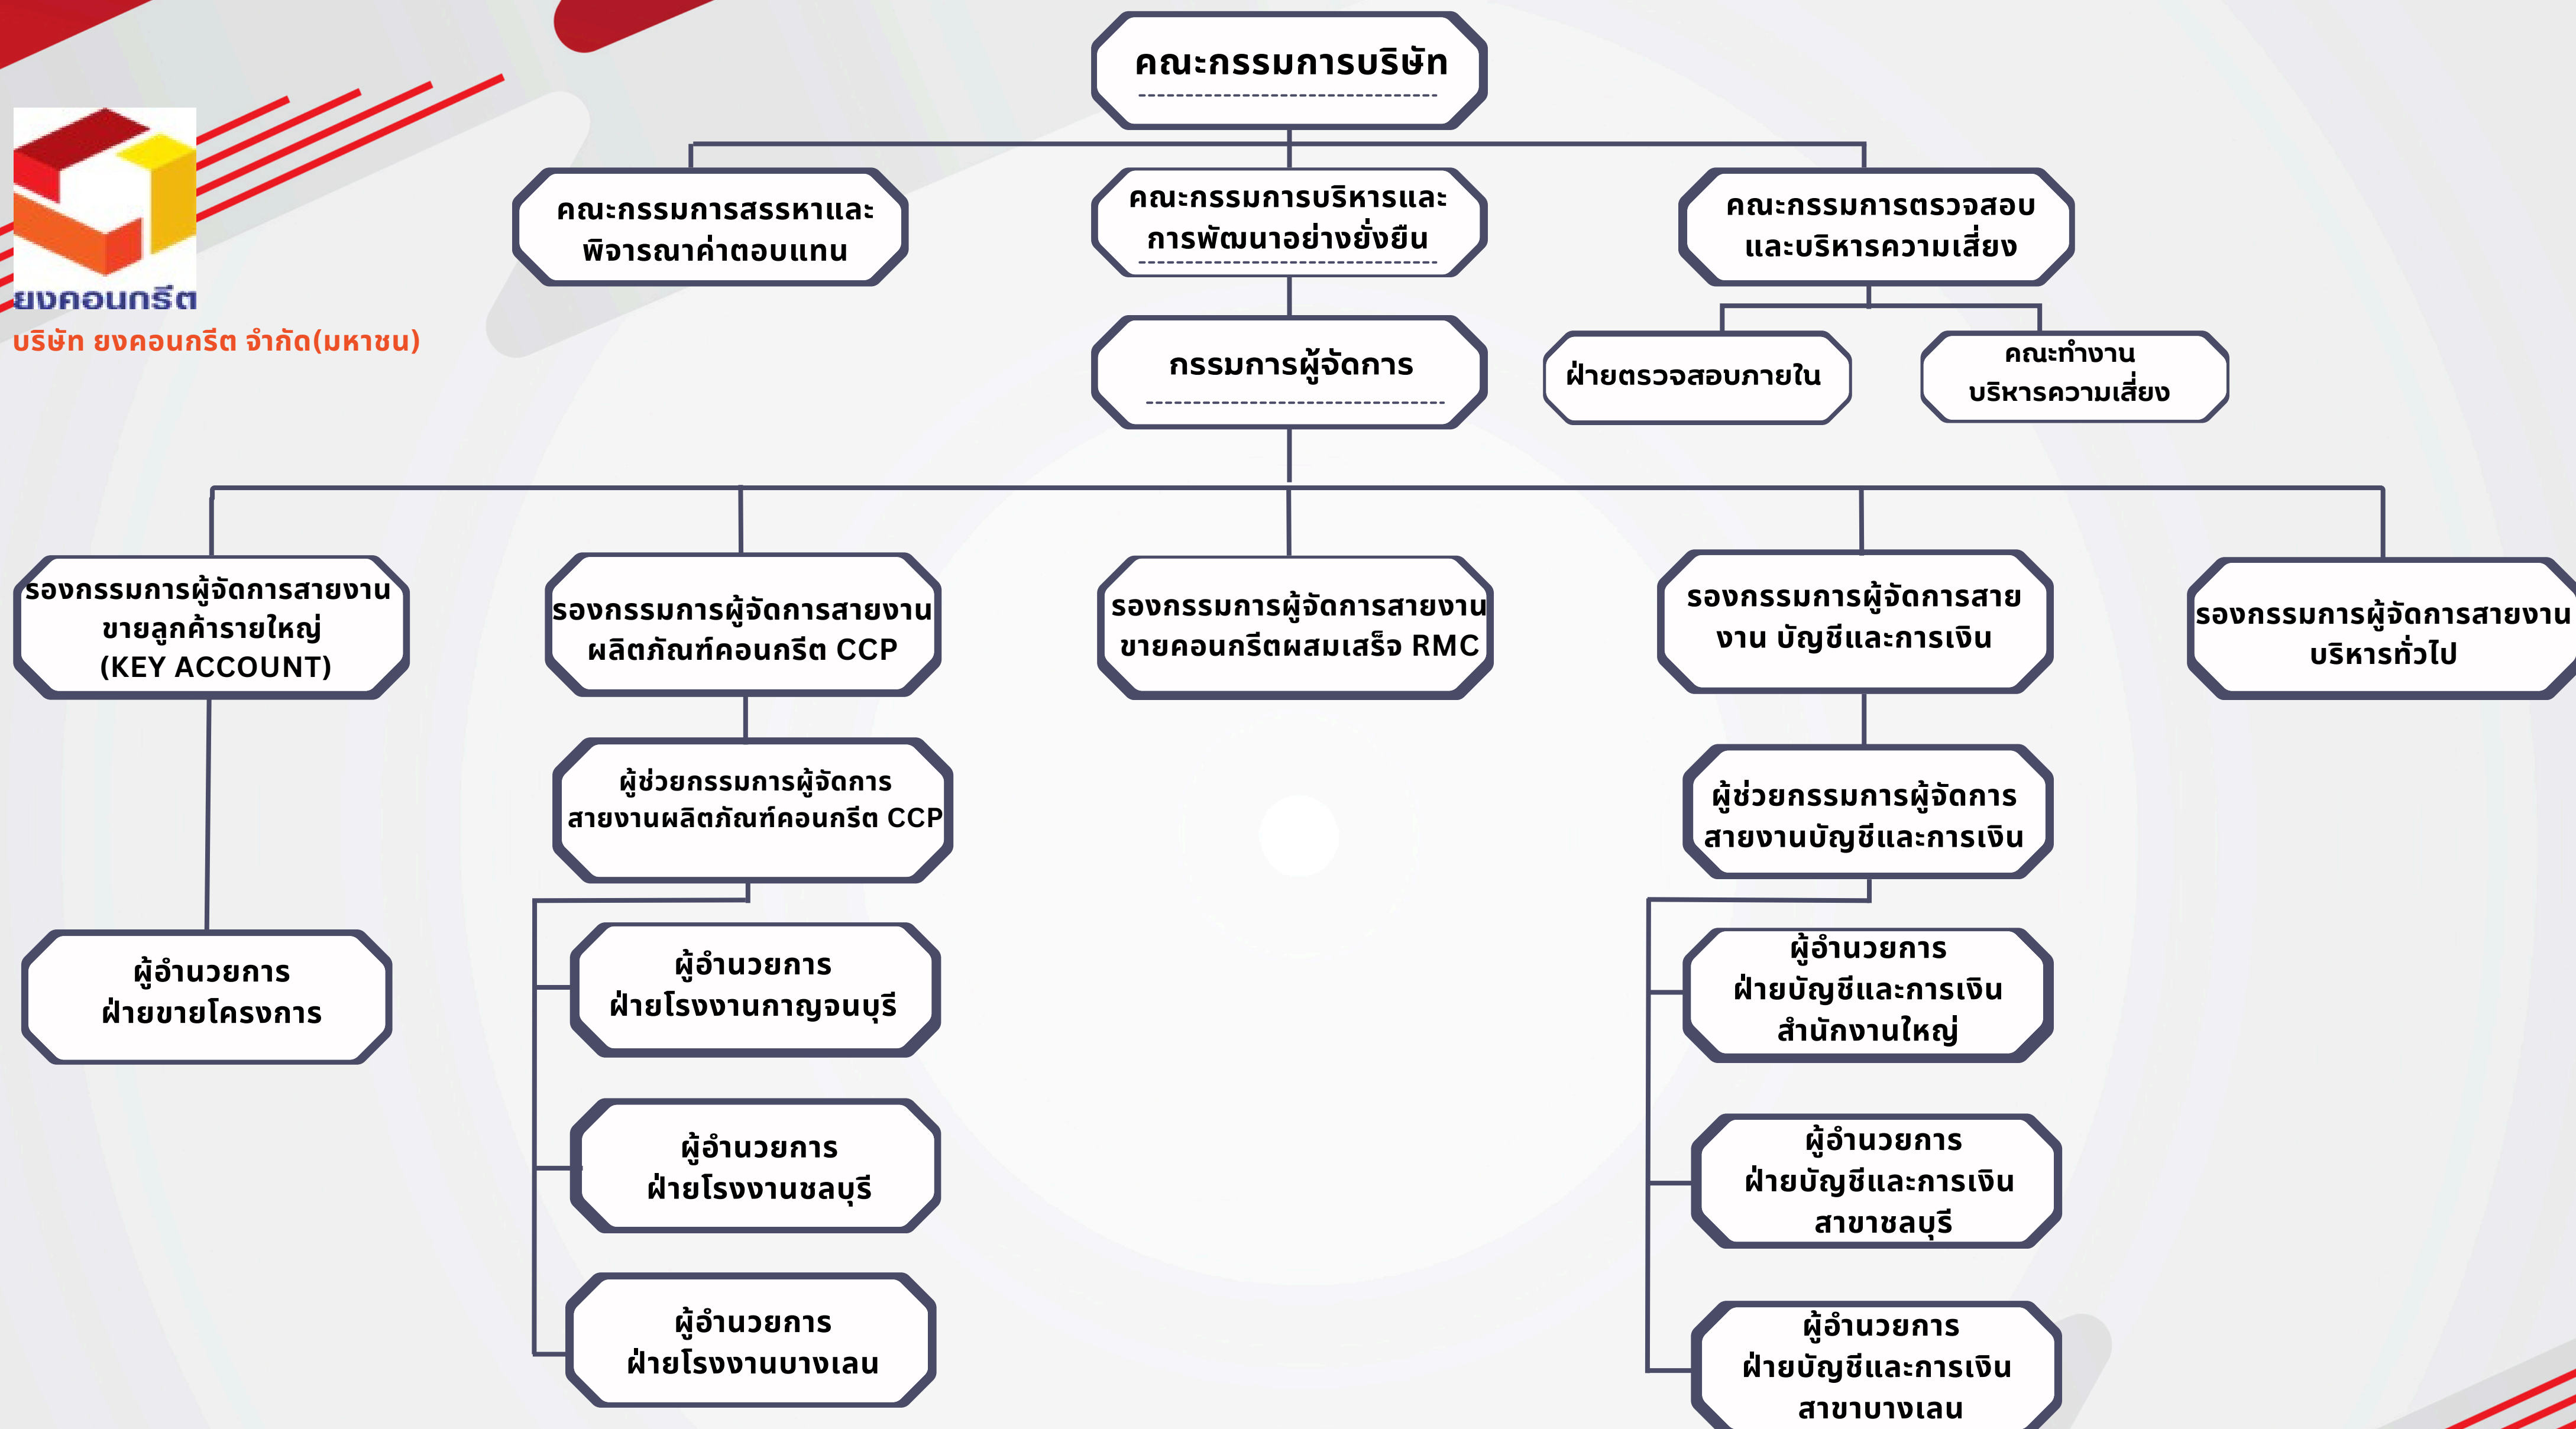 คณะกรรมการบริษัท
คณะกรรมการสรรหาและ
พิจารณาค่าตอบแทน
คณะกรรมการบริหารและ
การพัฒนาอย่างยั่งยืน
คณะกรรมการตรวจสอบ
และบริหารความเสี่ยง
ยงคอนกรีต
บริษัท ยงคอนกรีต จำกัด(มหาชน)
กรรมการผู้จัดการ
ฝ่ายตรวจสอบภายใน
คณะทำงาน
บริหารความเสี่ยง
รองกรรมการผู้จัดการสายงาน
ขายลูกค้ารายใหญ่
(KEY ACCOUNT)
รองกรรมการผู้จัดการสายงาน
ผลิตภัณฑ์คอนกรีต CCP
รองกรรมการผู้จัดการสายงาน
ขายคอนกรีตผสมเสร็จ RMC
รองกรรมการผู้จัดการสาย
งาน บัญชีและการเงิน
รองกรรมการผู้จัดการสายงาน
บริหารทั่วไป
ผู้ช่วยกรรมการผู้จัดการ
สายงานผลิตภัณฑ์คอนกรีต CCP
ผู้ช่วยกรรมการผู้จัดการ
สายงานบัญชีและการเงิน
ผู้อำนวยการ
ฝ่ายขายโครงการ
ผู้อำนวยการ
ฝ่ายโรงงานกาญจนบุรี
ผู้อำนวยการ
ฝ่ายบัญชีและการเงิน
สำนักงานใหญ่
ผู้อำนวยการ
ฝ่ายโรงงานชลบุรี
ผู้อำนวยการ
ฝ่ายบัญชีและการเงิน
สาขาชลบุรี
ผู้อำนวยการ
ฝ่ายโรงงานบางเลน
ผู้อำนวยการ
ฝ่ายบัญชีและการเงิน
สาขาบางเลน